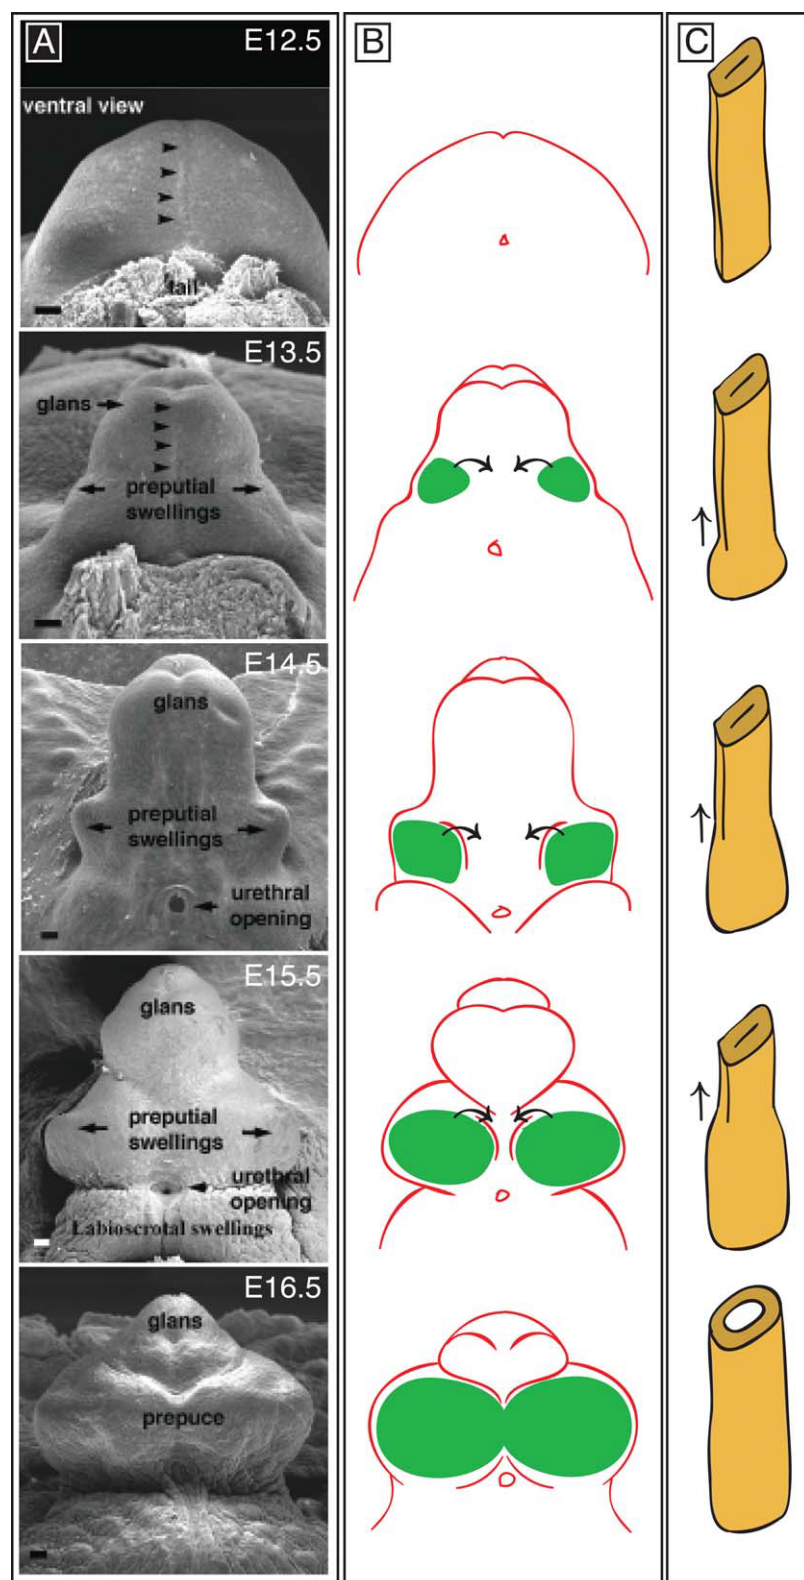 A
E12.5
B
C
ventral view
tail
E13.5
glans
preputial
swellings
E14.5
glans
preputial
swellings
urethral
opening
E15.5
glans
preputial
swellings
urethral
opening
Labioscrotal swellings
E16.5
glans
prepuce